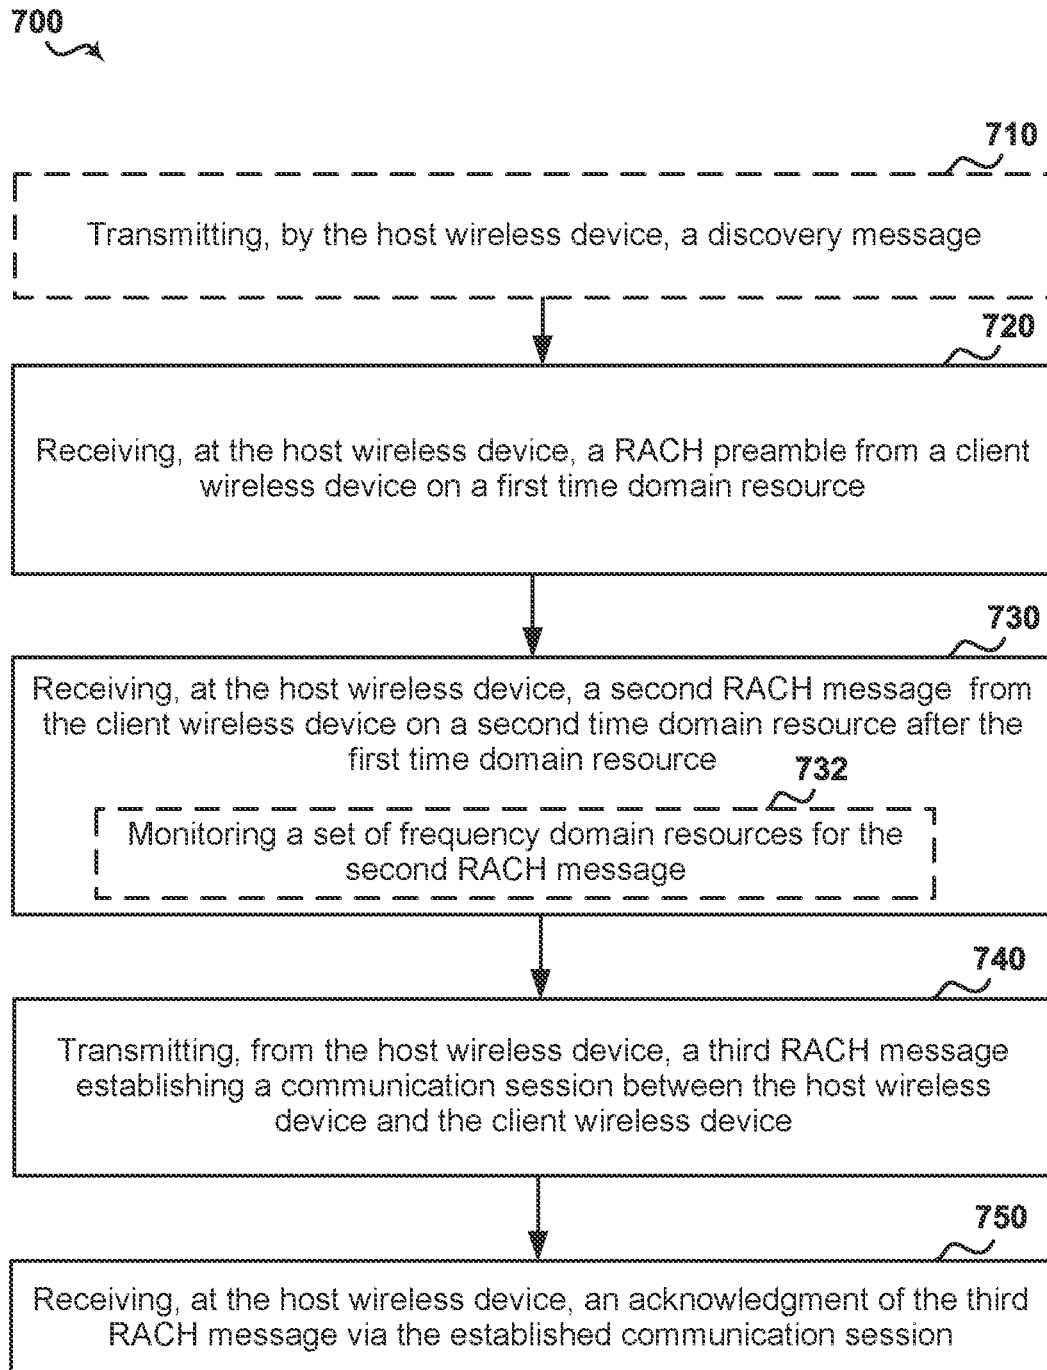 700
710
Transmitting, by the host wireless device, a discovery message
720
Receiving, at the host wireless device, a RACH preamble from a client
wireless device on a first time domain resource
730
Receiving, at the host wireless device, a second RACH message from
the client wireless device on a second time domain resource after the
first time domain resource
732
Monitoring a set of frequency domain resources for the
second RACH message
740
Transmitting, from the host wireless device, a third RACH message
establishing a communication session between the host wireless
device and the client wireless device
750
Receiving, at the host wireless device, an acknowledgment of the third
RACH message via the established communication session